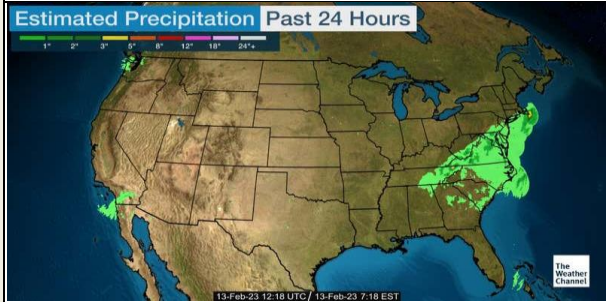 Estimated Precipitation Past 24 Hours
1" 2" 3" 5" 8" 12" 18" 24"+
The
Weather
Channel
13-Feb-23 12:18 UTC / 13-Feb-23 7:18 EST